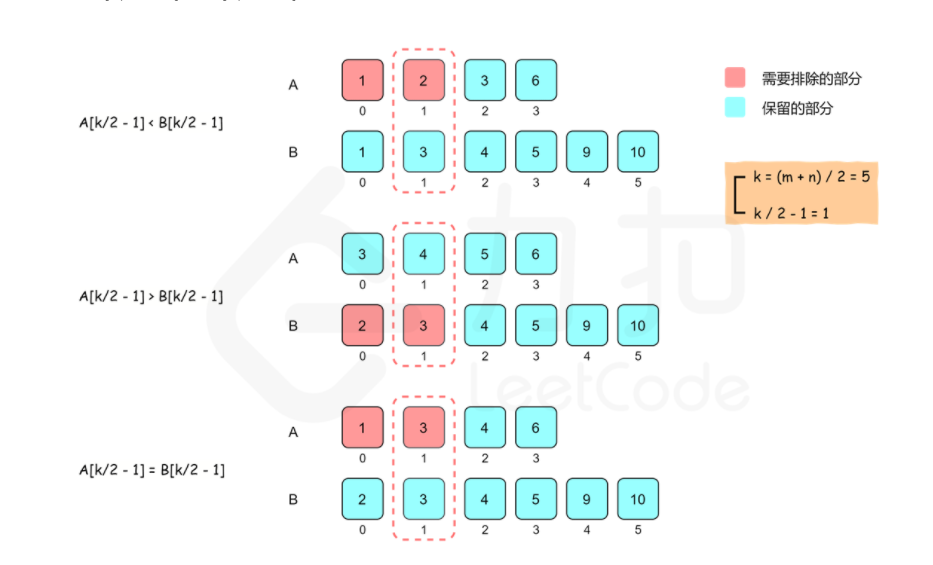 A 1 2 3 6
需要排除的部分
0 1 2 3
保留的部分
A[k/2 - 1] < B[k/2 - 1]
B 1 3 4 5 9 10
0 1 2 3 4 5
k = (m + n) / 2 = 5
k / 2 - 1 = 1
A 3 4 5 6
0 1 2 3
A[k/2 - 1] > B[k/2 - 1]
B 2 3 4 5 9 10
0 1 2 3 4 5
力扣
LeetCode
A 1 3 4 6
0 1 2 3
A[k/2 - 1] = B[k/2 - 1]
B 2 3 4 5 9 10
0 1 2 3 4 5